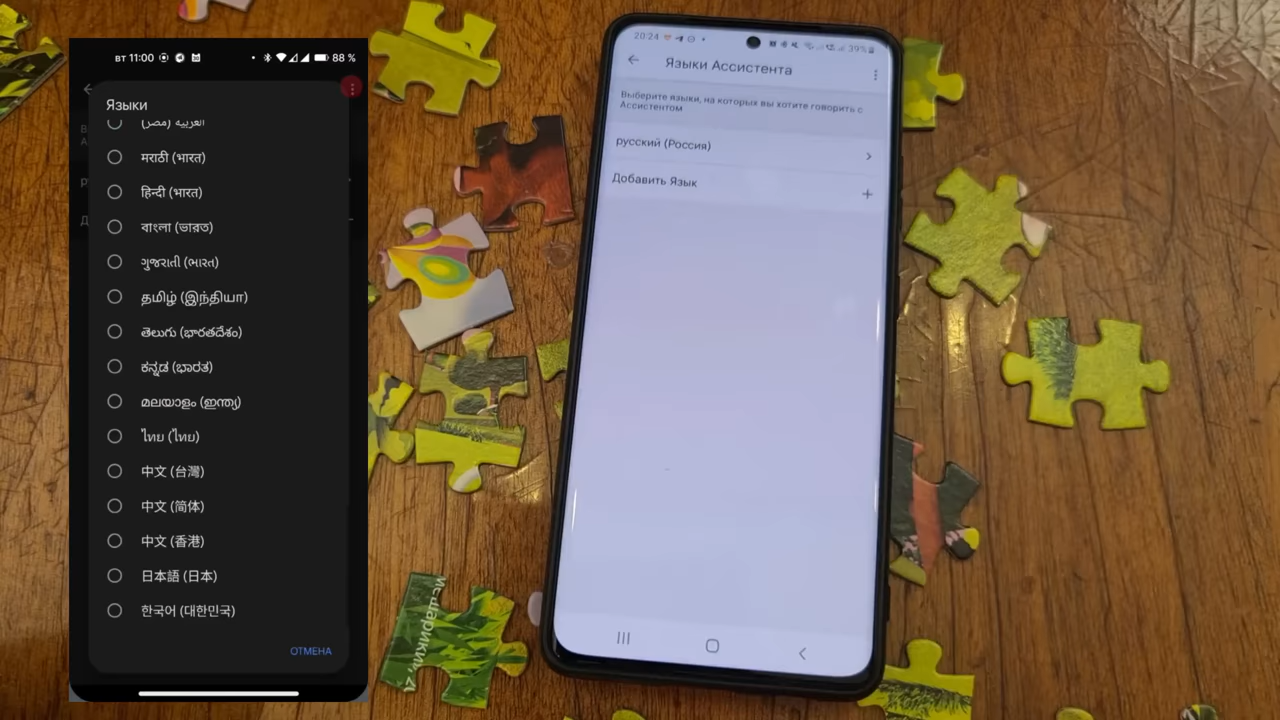 вт 11:00
88 %
Языки
العربية (مصر)
मराठी (भारत)
हिन्दी (भारत)
বাংলা (ভারত)
ગુજરાતી (ભારત)
தமிழ் (இந்தியா)
తెలుగు (భారతదేశం)
ಕನ್ನಡ (ಭಾರತ)
മലയാളം (ഇന്ത്യ)
ไทย (ไทย)
中文 (台灣)
中文 (简体)
中文 (香港)
日本語 (日本)
한국어 (대한민국)
ОТМЕНА
20:24
39%
Языки Ассистента
Выберите языки, на которых вы хотите говорить с
Ассистентом
русский (Россия)
Добавить Язык